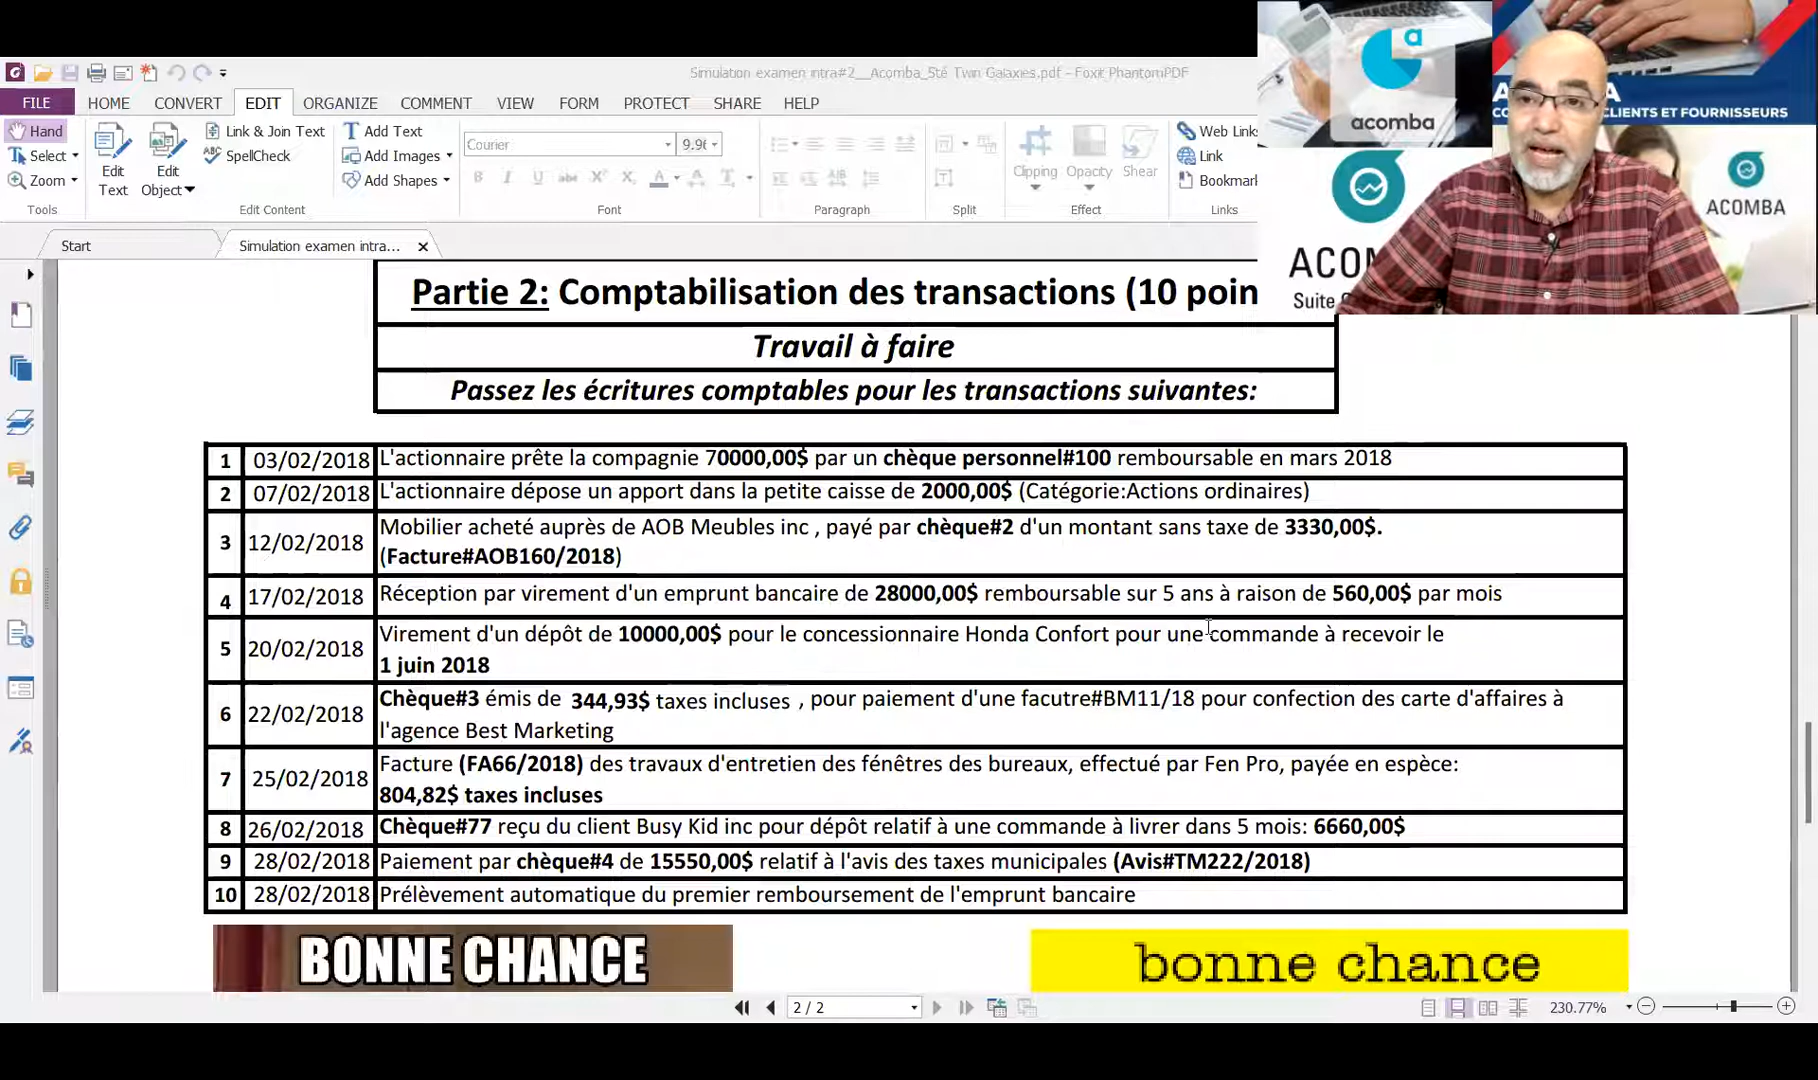 Simulation examen intra#2__Acomba_Sté Twin Galaxies.pdf - Foxit PhantomPDF
FILE HOME CONVERT EDIT ORGANIZE COMMENT VIEW FORM PROTECT SHARE HELP
Hand
Select
Zoom
Tools
Edit Text
Edit Object
Link & Join Text
SpellCheck
Add Text
Add Images
Add Shapes
Edit Content
Courier 9.96
B I U abc X X A A T
Font
Paragraph
Split
Clipping Opacity Shear
Effect
Web Links
Link
Bookmark
Links
a
acomba
A
CO
CLIENTS ET FOURNISSEURS
ACOMBA
ACO
Suite
Start
Simulation examen intra...
Partie 2: Comptabilisation des transactions (10 poin
Travail à faire
Passez les écritures comptables pour les transactions suivantes:
1 03/02/2018 L'actionnaire prête la compagnie 70000,00$ par un chèque personnel#100 remboursable en mars 2018
2 07/02/2018 L'actionnaire dépose un apport dans la petite caisse de 2000,00$ (Catégorie:Actions ordinaires)
3 12/02/2018 Mobilier acheté auprès de AOB Meubles inc , payé par chèque#2 d'un montant sans taxe de 3330,00$.
(Facture#AOB160/2018)
4 17/02/2018 Réception par virement d'un emprunt bancaire de 28000,00$ remboursable sur 5 ans à raison de 560,00$ par mois
5 20/02/2018 Virement d'un dépôt de 10000,00$ pour le concessionnaire Honda Confort pour une commande à recevoir le
1 juin 2018
6 22/02/2018 Chèque#3 émis de 344,93$ taxes incluses , pour paiement d'une facutre#BM11/18 pour confection des carte d'affaires à
l'agence Best Marketing
7 25/02/2018 Facture (FA66/2018) des travaux d'entretien des fénêtres des bureaux, effectué par Fen Pro, payée en espèce:
804,82$ taxes incluses
8 26/02/2018 Chèque#77 reçu du client Busy Kid inc pour dépôt relatif à une commande à livrer dans 5 mois: 6660,00$
9 28/02/2018 Paiement par chèque#4 de 15550,00$ relatif à l'avis des taxes municipales (Avis#TM222/2018)
10 28/02/2018 Prélèvement automatique du premier remboursement de l'emprunt bancaire
BONNE CHANCE
bonne chance
2 / 2
230.77%